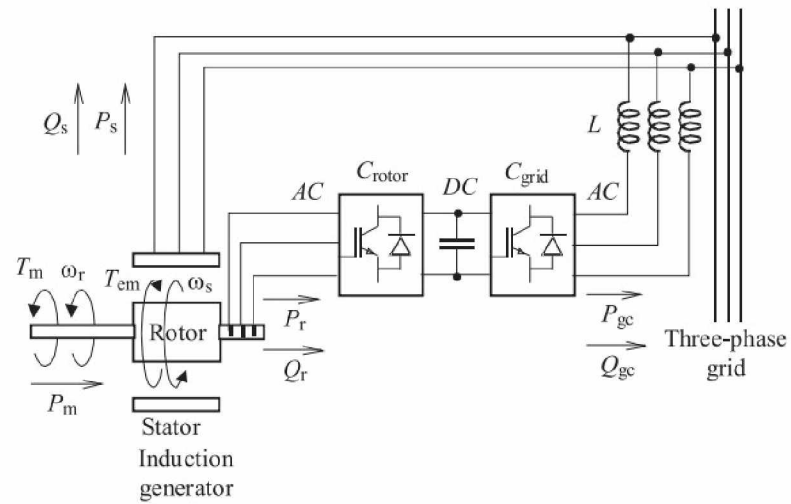 Qs Ps
L
Crotor
Cgrid
AC
DC
AC
Tm ωr
Tem ωs
Rotor
Pr
Qr
Pm
Pgc
Qgc
Three-phase
grid
Stator
Induction
generator